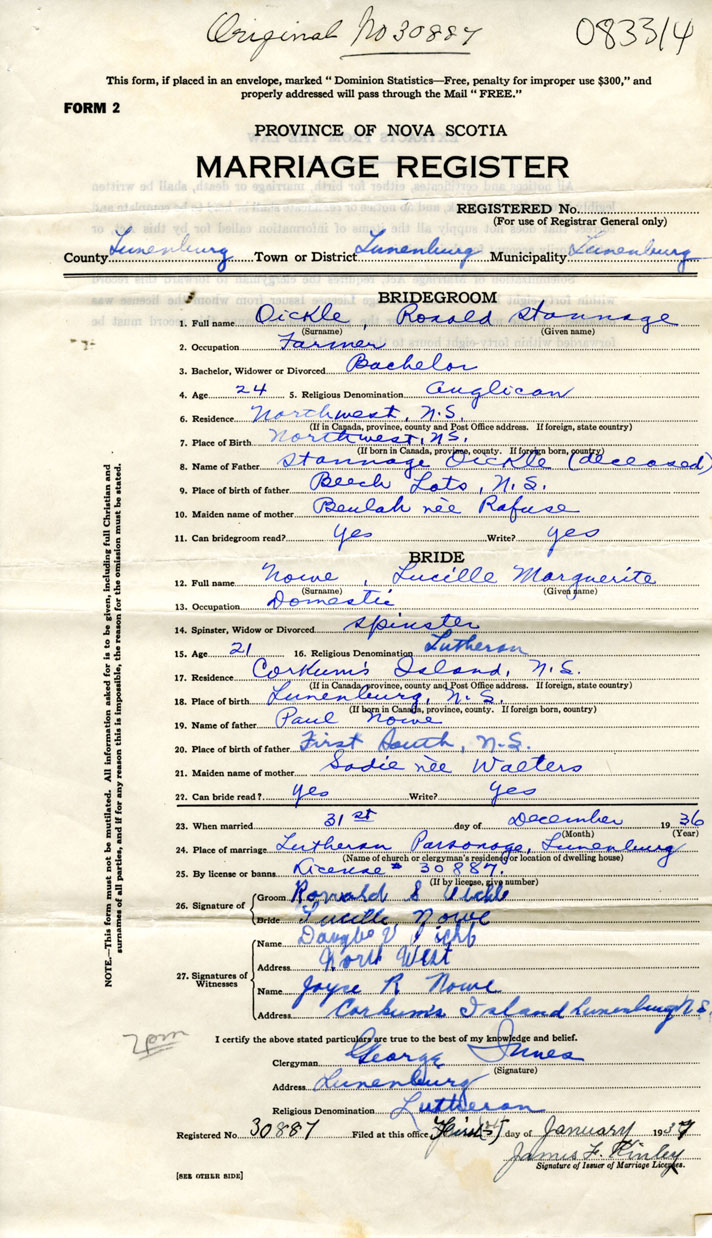 Original No 30887 083314
This form, if placed in an envelope, marked "Dominion Statistics—Free, penalty for improper use $300," and
properly addressed will pass through the Mail "FREE."
FORM 2
PROVINCE OF NOVA SCOTIA
MARRIAGE REGISTER
REGISTERED No.
(For use of Registrar General only)
County Lunenburg Town or District Lunenburg Municipality Lunenburg
BRIDEGROOM
1. Full name Oickle, Ronald Stannage
(Surname) (Given name)
2. Occupation Farmer
3. Bachelor, Widower or Divorced Bachelor
4. Age 24 5. Religious Denomination Anglican
6. Residence Northwest, N.S.
(If in Canada, province, county and Post Office address. If foreign, state country)
7. Place of Birth Northwest, N.S.
(If born in Canada, province, county. If foreign born, country)
8. Name of Father Stannage Oickle (deceased)
9. Place of birth of father Beech Lots, N.S.
10. Maiden name of mother Beulah née Rafuse
11. Can bridegroom read? yes Write? yes
BRIDE
12. Full name Nowe, Lucille Marguerite
(Surname) (Given name)
13. Occupation Domestic
14. Spinster, Widow or Divorced Spinster
15. Age 21 16. Religious Denomination Lutheran
17. Residence Corkum's Island, N.S.
(If in Canada, province, county and Post Office address. If foreign, state country)
18. Place of birth Lunenburg, N.S.
(If born in Canada, province, county. If foreign born, country)
19. Name of father Paul Nowe
20. Place of birth of father First South, N.S.
21. Maiden name of mother Sadie née Walters
22. Can bride read? yes Write? yes
23. When married 31st day of December 1936
(Month) (Year)
24. Place of marriage Lutheran Parsonage, Lunenburg
(Name of church or clergyman's residence or location of dwelling house)
25. By license or banns License # 30887.
(If by license, give number)
26. Signature of Groom Ronald S Oickle
Bride Lucille Nowe
27. Signatures of Witnesses
Name
Address North West
Name Joyse R Nowe
Address Corkum's Island Lunenburg N.S.
2pm
I certify the above stated particulars are true to the best of my knowledge and belief.
Clergyman George Innes
(Signature)
Address Lunenburg
Religious Denomination Lutheran
Registered No. 30887 Filed at this office First day of January 1937
James F. Kinley
Signature of Issuer of Marriage Licenses.
[SEE OTHER SIDE]
NOTE.—This form must not be mutilated. All information asked for is to be given, including full Christian and
surnames of all parties, and if for any reason this is impossible, the reason for the omission must be stated.